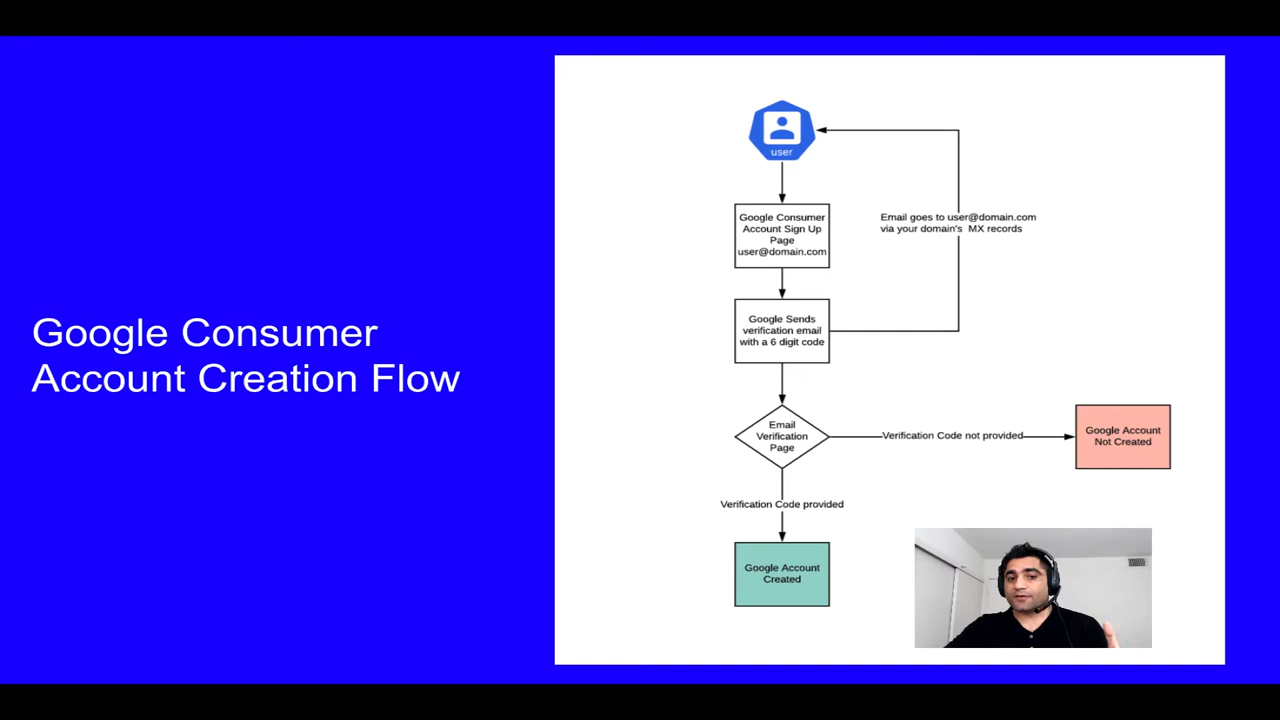 Google Consumer
Account Creation Flow
user
Google Consumer
Account Sign Up
Page
user@domain.com
Email goes to user@domain.com
via your domain's MX records
Google Sends
verification email
with a 6 digit code
Email
Verification
Page
Verification Code not provided
Google Account
Not Created
Verification Code provided
Google Account
Created